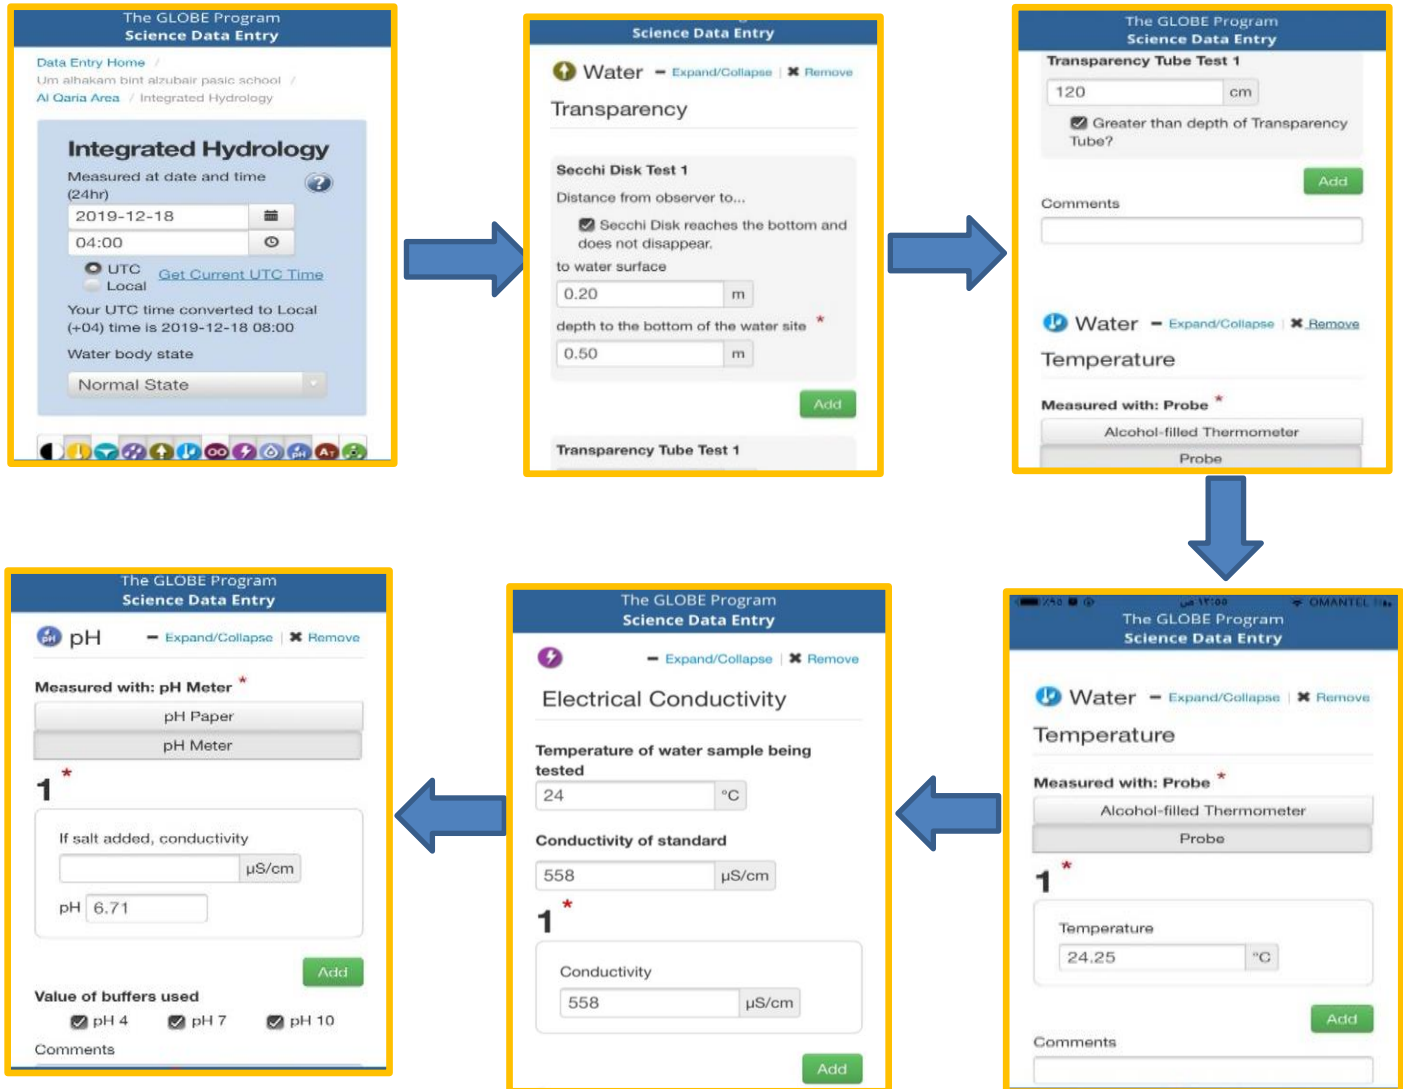 The GLOBE Program
Science Data Entry
Data Entry Home /
Um alhakam bint alzubair pasic school /
Al Qaria Area / Integrated Hydrology
Integrated Hydrology
Measured at date and time
(24hr)
2019-12-18
04:00
UTC Get Current UTC Time
Local
Your UTC time converted to Local
(+04) time is 2019-12-18 08:00
Water body state
Normal State
pH
AT
Science Data Entry
Water − Expand/Collapse | ✖ Remove
Transparency
Secchi Disk Test 1
Distance from observer to...
Secchi Disk reaches the bottom and
does not disappear.
to water surface
0.20 m
depth to the bottom of the water site *
0.50 m
Add
Transparency Tube Test 1
The GLOBE Program
Science Data Entry
Transparency Tube Test 1
120 cm
Greater than depth of Transparency
Tube?
Add
Comments
Water − Expand/Collapse | ✖ Remove
Temperature
Measured with: Probe *
Alcohol-filled Thermometer
Probe
OMANTEL
The GLOBE Program
Science Data Entry
Water − Expand/Collapse | ✖ Remove
Temperature
Measured with: Probe *
Alcohol-filled Thermometer
Probe
1 *
Temperature
24.25 °C
Add
Comments
The GLOBE Program
Science Data Entry
− Expand/Collapse | ✖ Remove
Electrical Conductivity
Temperature of water sample being
tested
24 °C
Conductivity of standard
558 µS/cm
1 *
Conductivity
558 µS/cm
Add
The GLOBE Program
Science Data Entry
pH pH − Expand/Collapse | ✖ Remove
Measured with: pH Meter *
pH Paper
pH Meter
1 *
If salt added, conductivity
µS/cm
pH 6.71
Add
Value of buffers used
pH 4 pH 7 pH 10
Comments